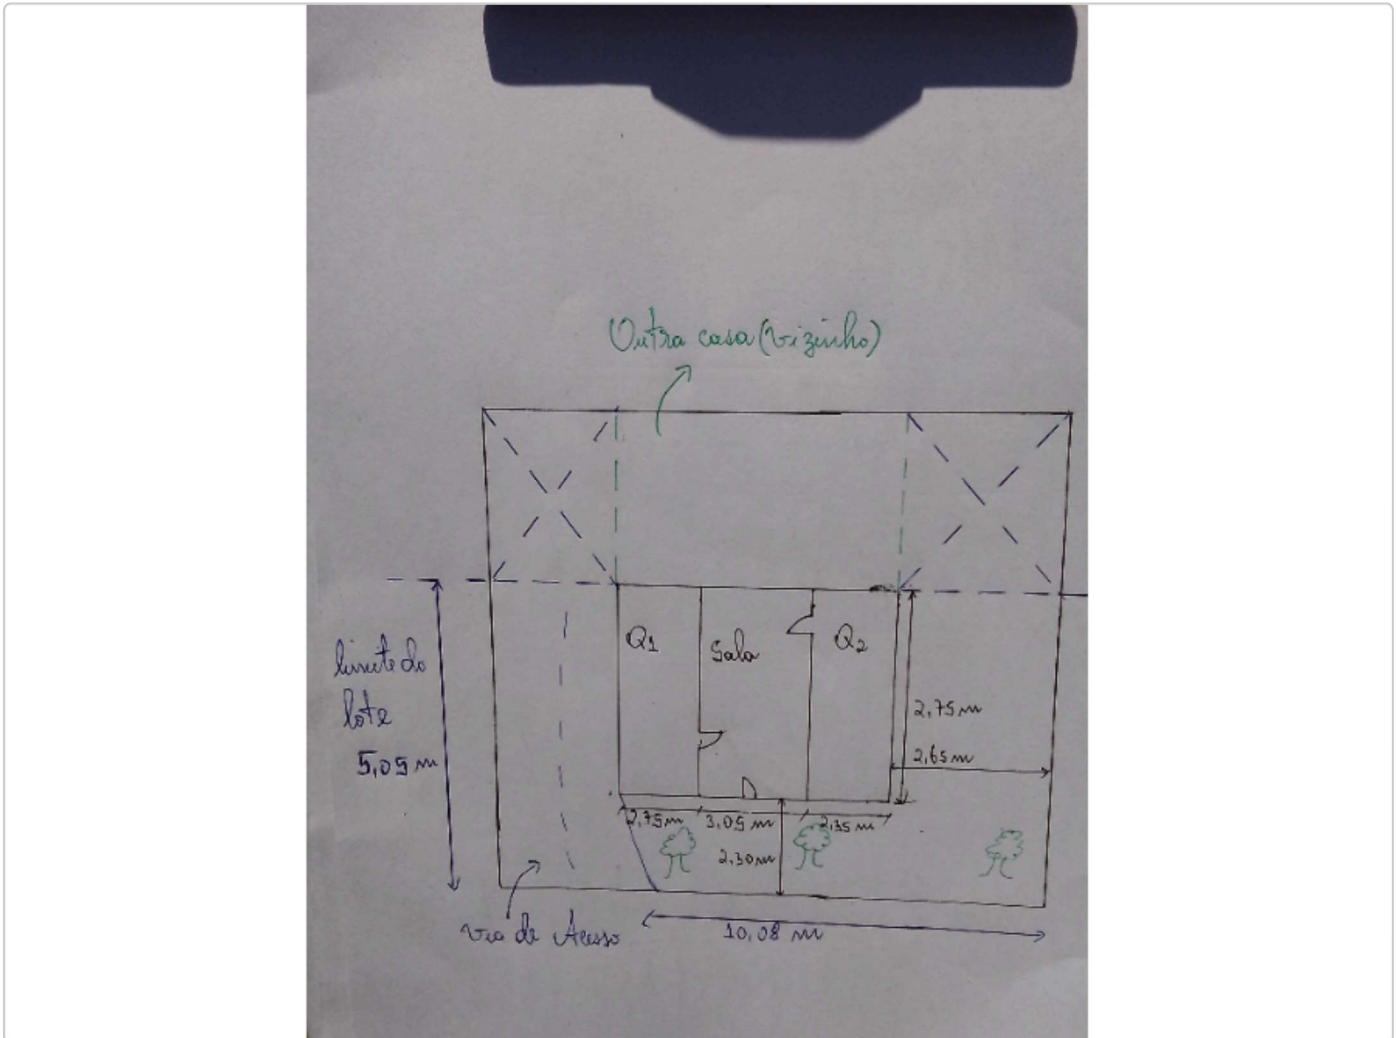 Outra casa (vizinho)
Q1
Sala
Q2
limite do
lote
5,05 m
2,75 m
2,65 m
2,75 m
3,05 m
2,35 m
2,30 m
via de Acesso
10,08 m